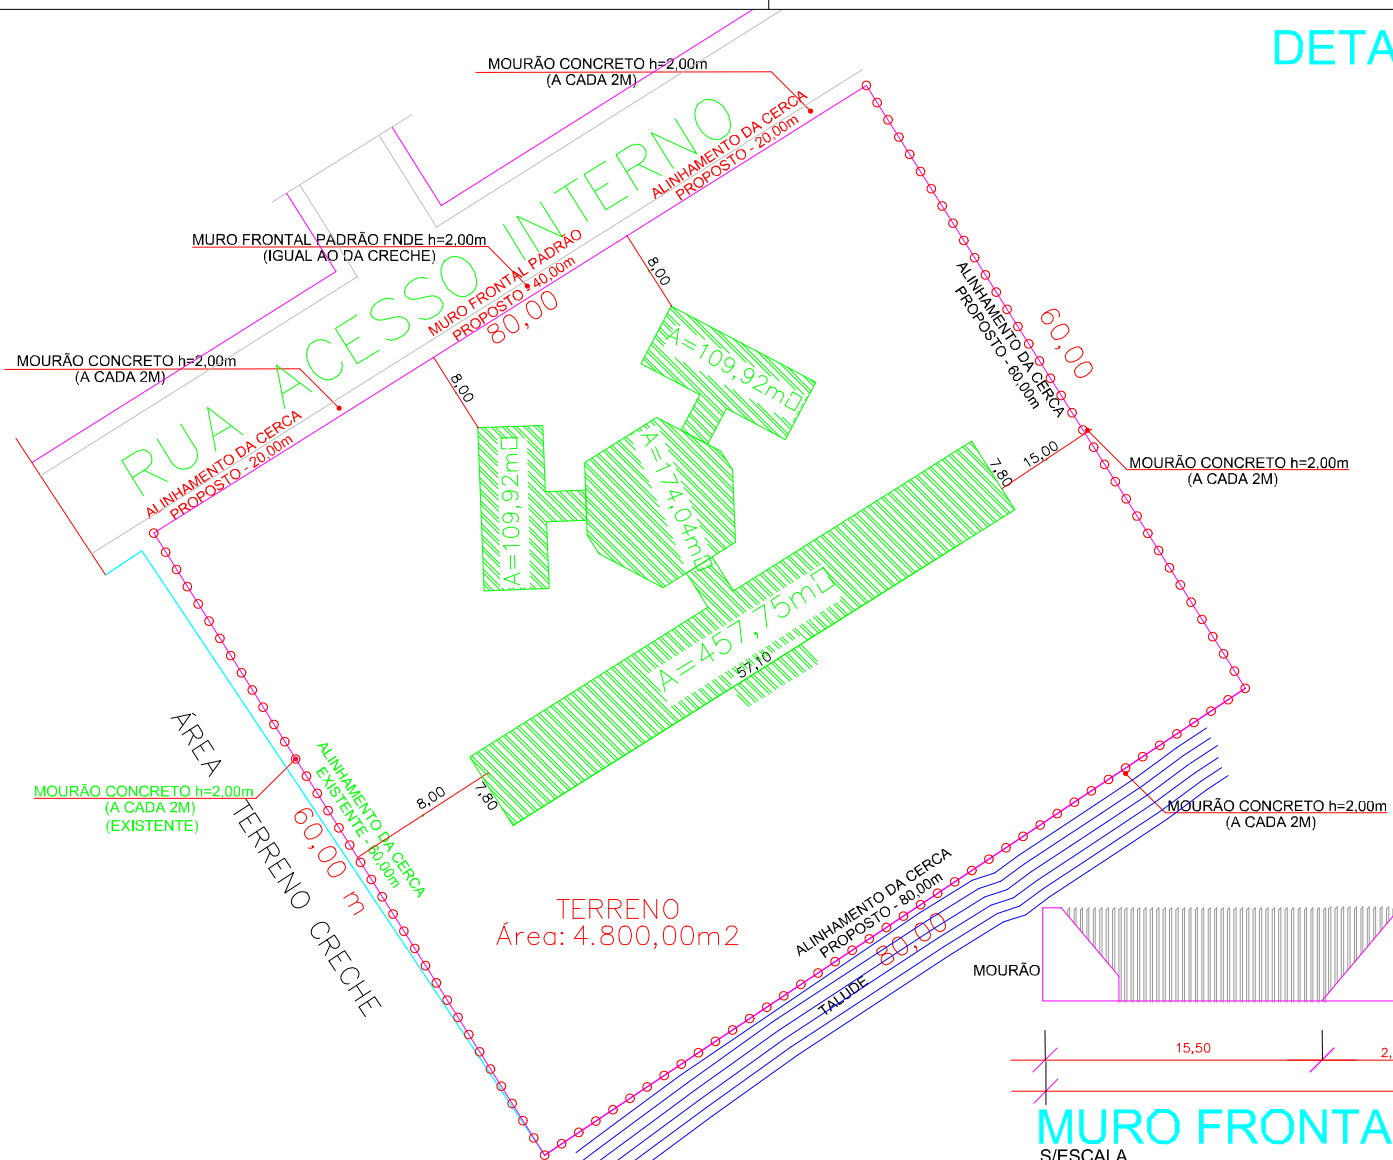 DETA
MOURÃO CONCRETO h=2,00m
(A CADA 2M)
ALINHAMENTO DA CERCA
PROPOSTO - 20,00m
RUA ACESSO INTERNO
MURO FRONTAL PADRÃO FNDE h=2,00m
(IGUAL AO DA CRECHE)
MURO FRONTAL PADRÃO
PROPOSTO - 40,00m
80,00
8,00
ALINHAMENTO DA CERCA
PROPOSTO - 60,00m
60,00
MOURÃO CONCRETO h=2,00m
(A CADA 2M)
8,00
A=109,92m□
ALINHAMENTO DA CERCA
PROPOSTO - 20,00m
A=109,92m□
A=174,04m□
7,80
15,00
MOURÃO CONCRETO h=2,00m
(A CADA 2M)
A=457,75m□
57,10
ÁREA TERRENO CRECHE
MOURÃO CONCRETO h=2,00m
(A CADA 2M)
(EXISTENTE)
ALINHAMENTO DA CERCA
EXISTENTE - 60,00m
60,00 m
8,00
7,80
MOURÃO CONCRETO h=2,00m
(A CADA 2M)
TERRENO
Área: 4.800,00m2
ALINHAMENTO DA CERCA
PROPOSTO - 80,00m
80,00
TALUDE
MOURÃO
15,50
2,
MURO FRONTA
S/ESCALA